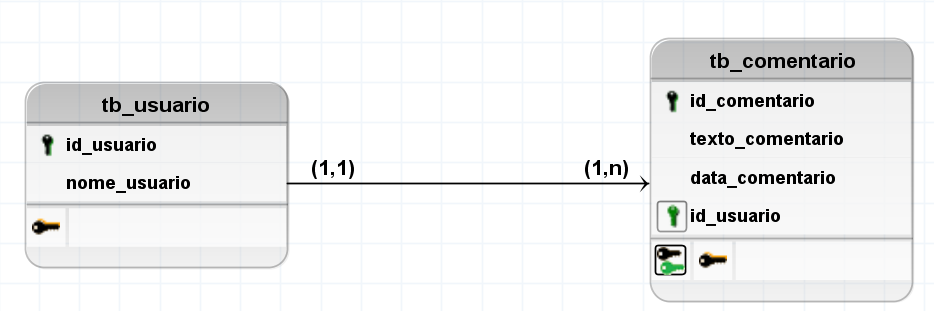 tb_usuario
id_usuario
nome_usuario
(1,1)
(1,n)
tb_comentario
id_comentario
texto_comentario
data_comentario
id_usuario